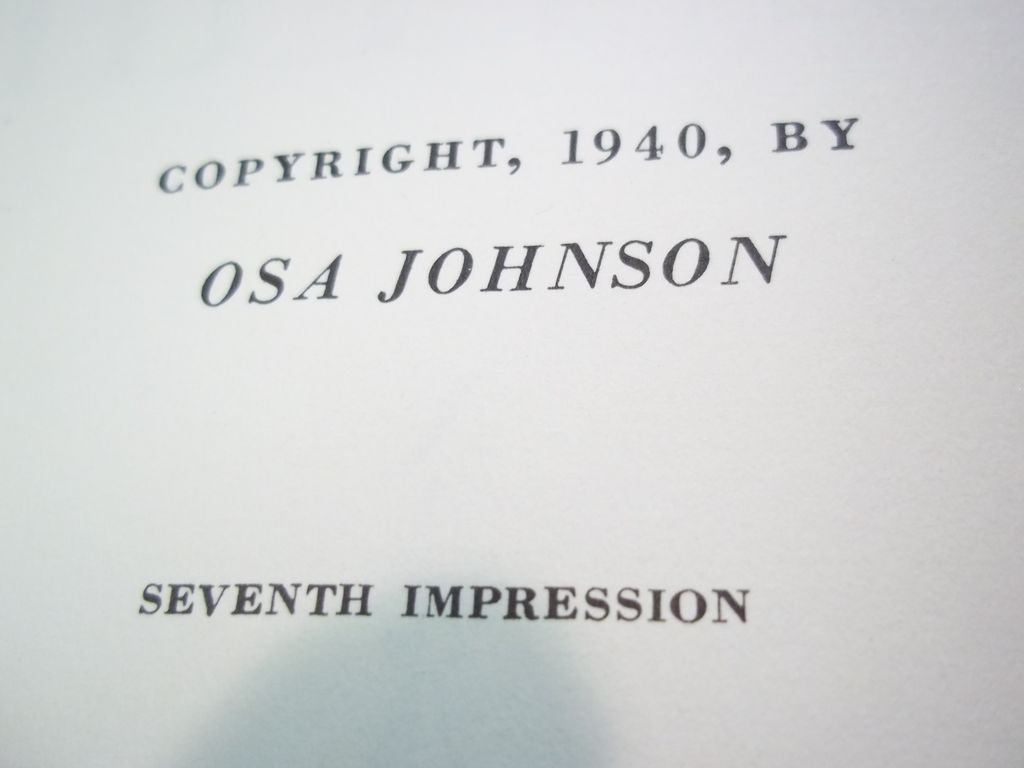 COPYRIGHT, 1940, BY
OSA JOHNSON
SEVENTH IMPRESSION